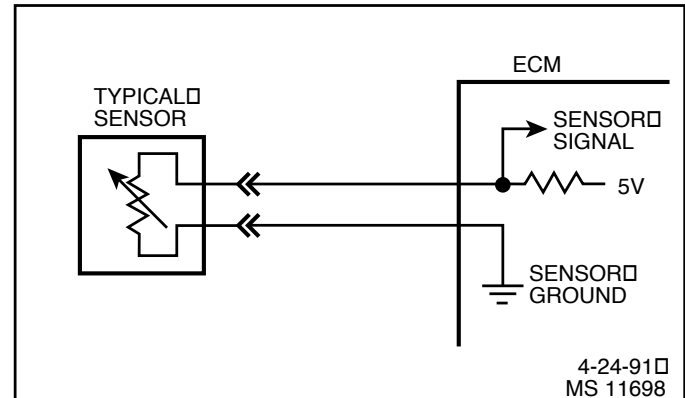 ECM
TYPICAL□
SENSOR
SENSOR□
SIGNAL
5V
SENSOR□
GROUND
4-24-91□
MS 11698